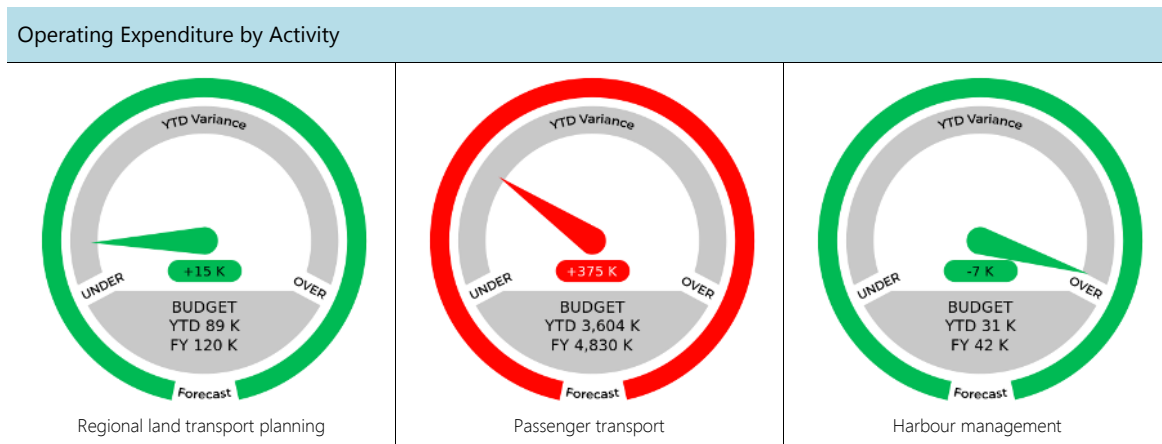 Operating Expenditure by Activity
YTD Variance
+15 K
UNDER
OVER
BUDGET
YTD 89 K
FY 120 K
Forecast
Regional land transport planning
YTD Variance
+375 K
UNDER
OVER
BUDGET
YTD 3,604 K
FY 4,830 K
Forecast
Passenger transport
YTD Variance
-7 K
UNDER
OVER
BUDGET
YTD 31 K
FY 42 K
Forecast
Harbour management